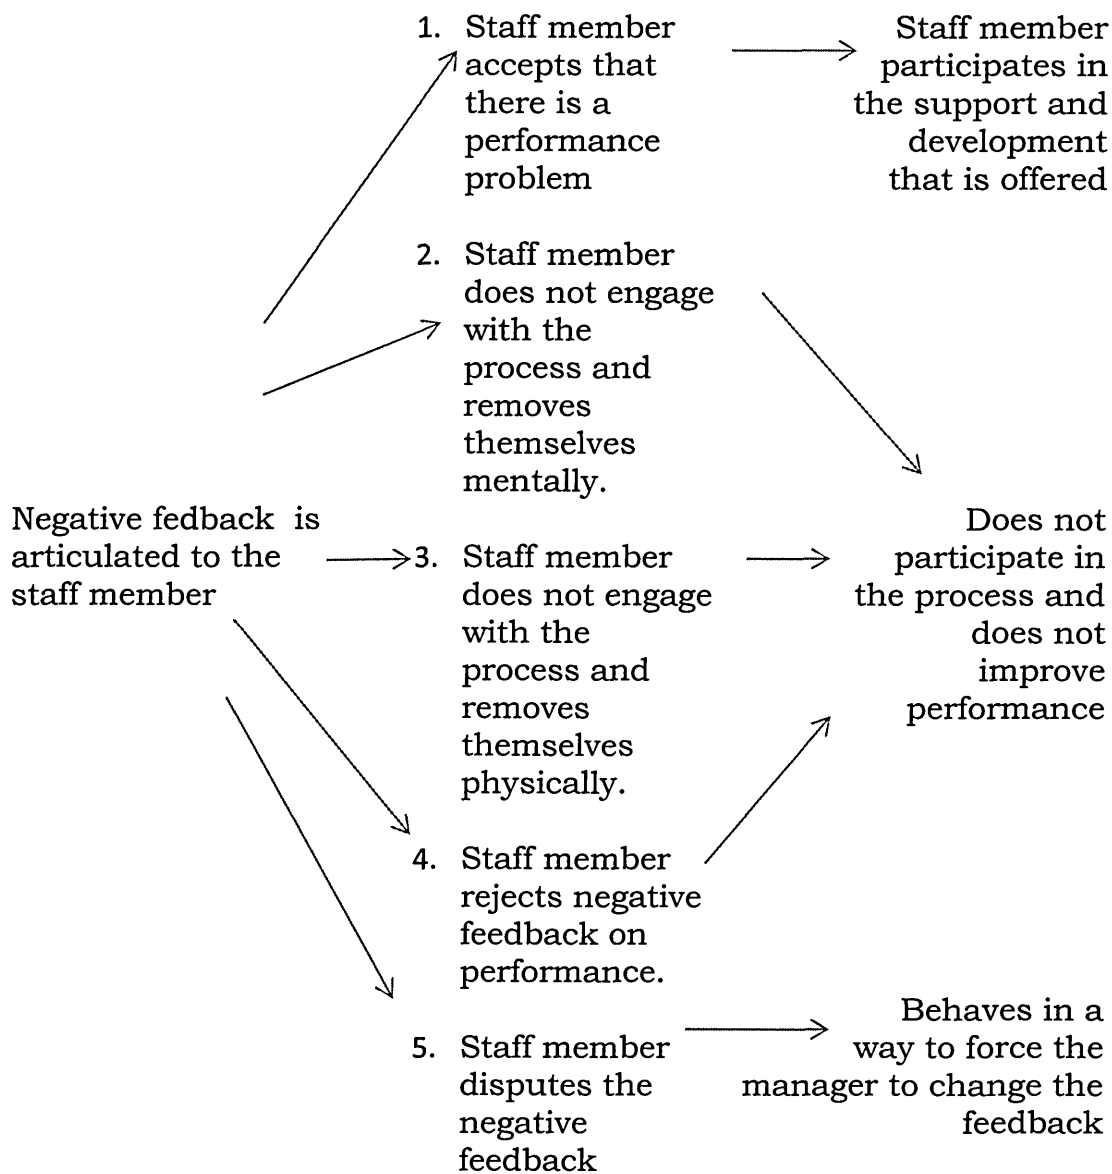 1. Staff member
accepts that
there is a
performance
problem
Staff member
participates in
the support and
development
that is offered
2. Staff member
does not engage
with the
process and
removes
themselves
mentally.
Negative fedback is
articulated to the
staff member
3. Staff member
does not engage
with the
process and
removes
themselves
physically.
Does not
participate in
the process and
does not
improve
performance
4. Staff member
rejects negative
feedback on
performance.
5. Staff member
disputes the
negative
feedback
Behaves in a
way to force the
manager to change the
feedback